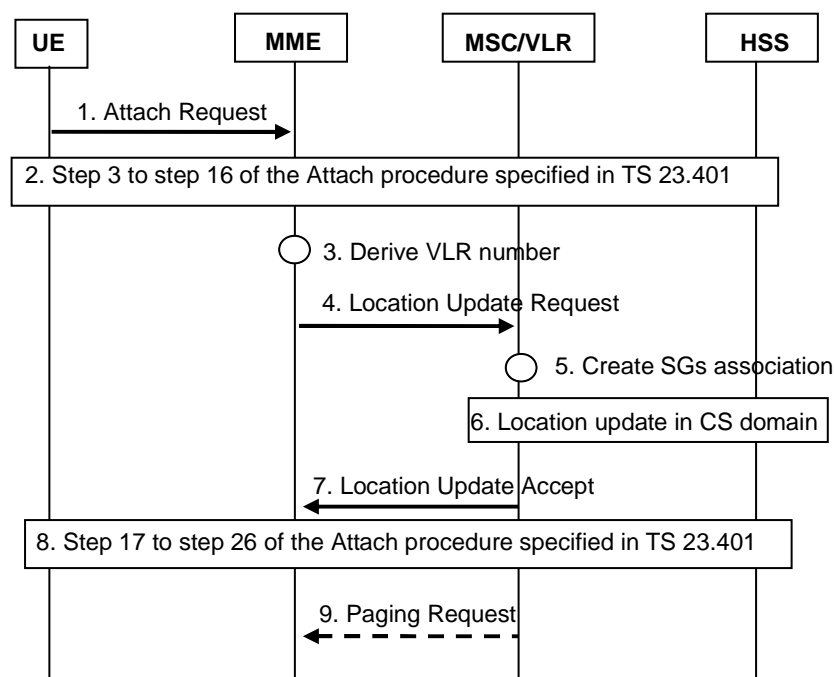 UE
MME
MSC/VLR
HSS
1. Attach Request
2. Step 3 to step 16 of the Attach procedure specified in TS 23.401
3. Derive VLR number
4. Location Update Request
5. Create SGs association
6. Location update in CS domain
7. Location Update Accept
8. Step 17 to step 26 of the Attach procedure specified in TS 23.401
9. Paging Request